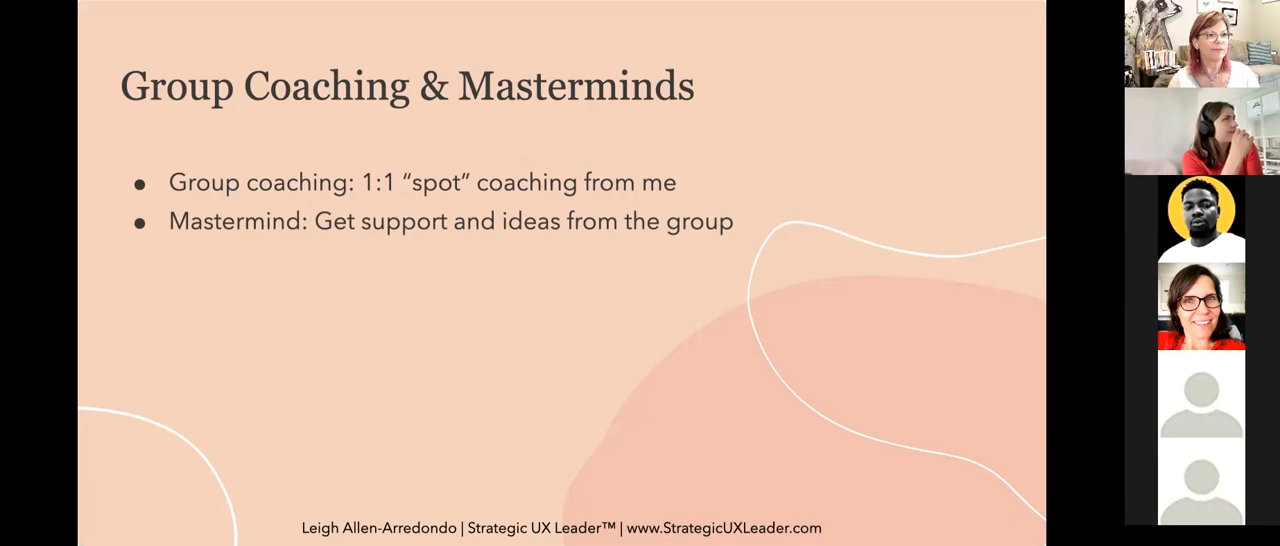 Group Coaching & Masterminds
● Group coaching: 1:1 “spot” coaching from me
● Mastermind: Get support and ideas from the group
Leigh Allen-Arredondo | Strategic UX Leader™ | www.StrategicUXLeader.com